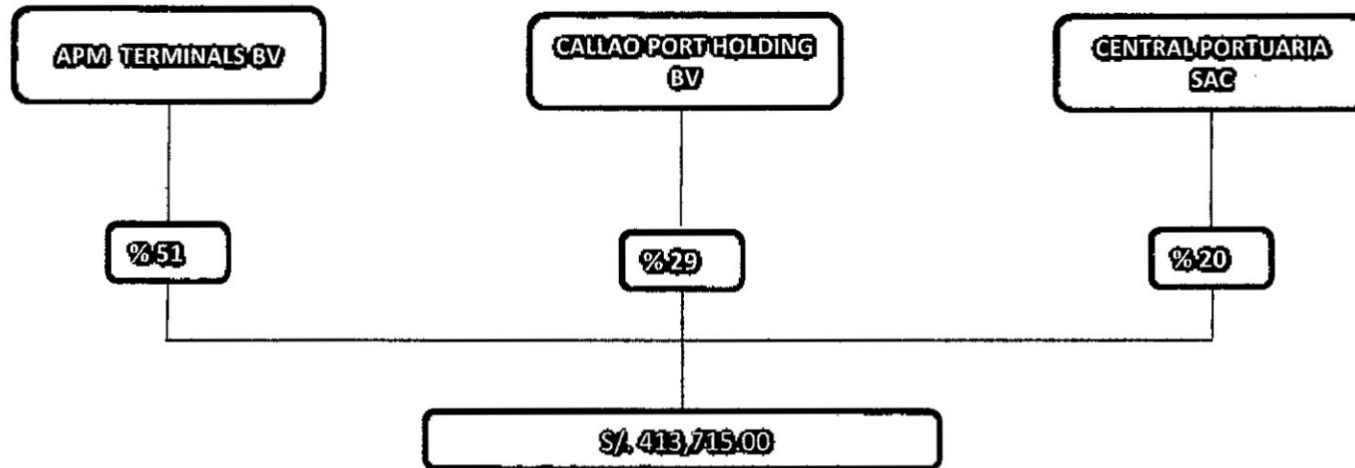 APM TERMINALS BV
CALLAO PORT HOLDING
BV
CENTRAL PORTUARIA
SAC
% 51
% 29
% 20
S/. 413,715.00